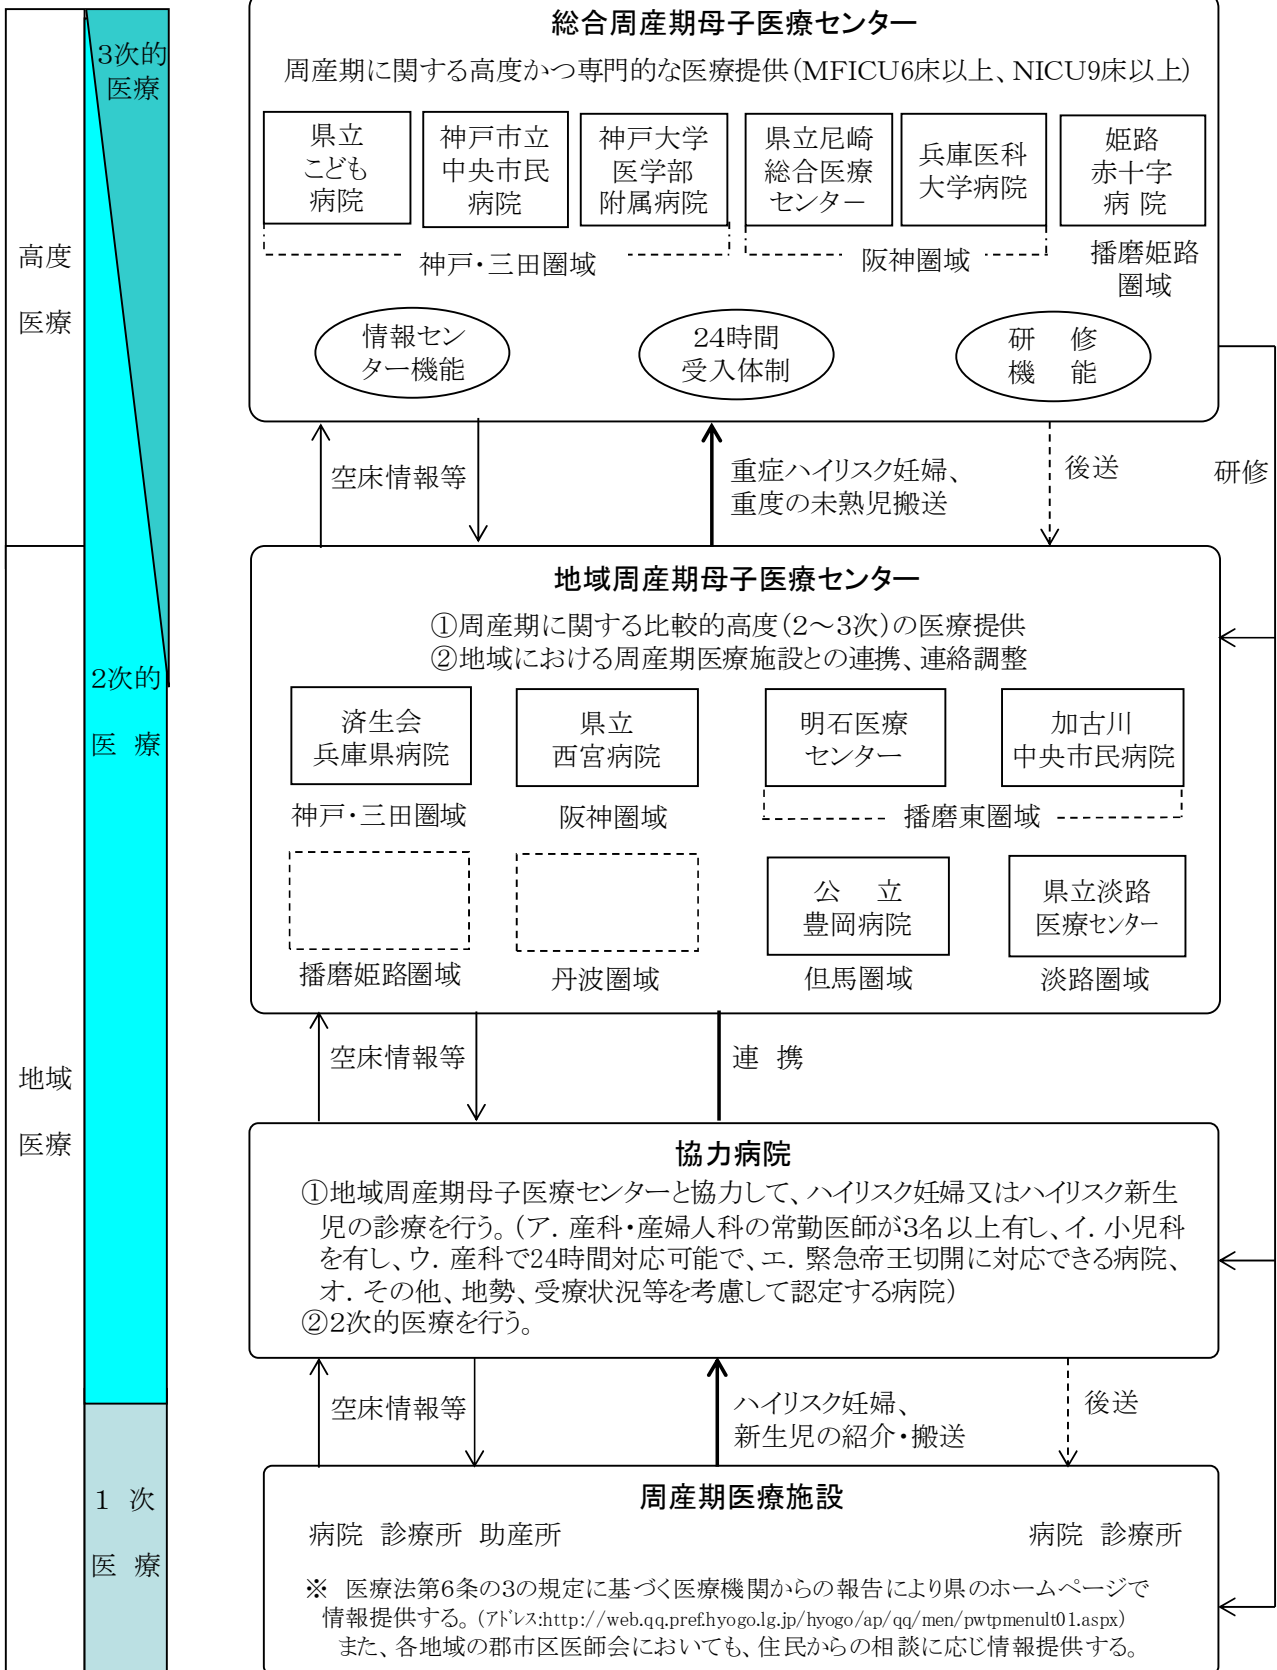 総合周産期母子医療センター
周産期に関する高度かつ専門的な医療提供（MFICU6床以上、NICU9床以上）
3次的
医療
県立
こども
病院
神戸市立
中央市民
病院
神戸大学
医学部
附属病院
県立尼崎
総合医療
センター
兵庫医科
大学病院
姫路
赤十字
病 院
神戸・三田圏域
阪神圏域
播磨姫路
圏域
高度
医療
情報セン
ター機能
24時間
受入体制
研 修
機 能
空床情報等
重症ハイリスク妊婦、
重度の未熟児搬送
後送
研修
地域周産期母子医療センター
①周産期に関する比較的高度（2～3次）の医療提供
②地域における周産期医療施設との連携、連絡調整
2次的
医 療
済生会
兵庫県病院
県立
西宮病院
明石医療
センター
加古川
中央市民病院
神戸・三田圏域
阪神圏域
播磨東圏域
公 立
豊岡病院
県立淡路
医療センター
播磨姫路圏域
丹波圏域
但馬圏域
淡路圏域
空床情報等
連 携
地域
医療
協力病院
①地域周産期母子医療センターと協力して、ハイリスク妊婦又はハイリスク新生
児の診療を行う。（ア．産科・産婦人科の常勤医師が3名以上有し、イ．小児科
を有し、ウ．産科で24時間対応可能で、エ．緊急帝王切開に対応できる病院、
オ．その他、地勢、受療状況等を考慮して認定する病院）
②2次的医療を行う。
空床情報等
ハイリスク妊婦、
新生児の紹介・搬送
後送
1 次
医 療
周産期医療施設
病院 診療所 助産所
病院 診療所
※ 医療法第6条の3の規定に基づく医療機関からの報告により県のホームページで
情報提供する。（アドレス:http://web.qq.pref.hyogo.lg.jp/hyogo/ap/qq/men/pwtpmenult01.aspx）
また、各地域の郡市区医師会においても、住民からの相談に応じ情報提供する。